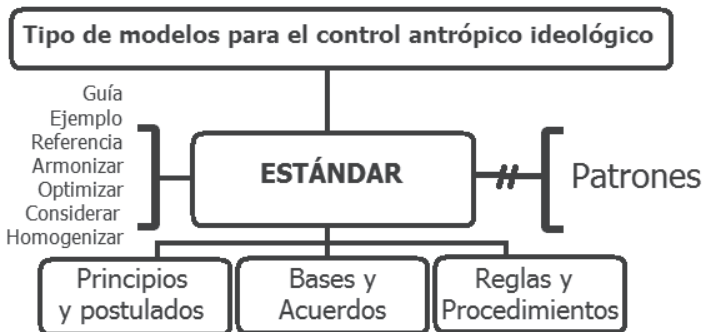 Tipo de modelos para el control antrópico ideológico
Guía
Ejemplo
Referencia
Armonizar
Optimizar
Considerar
Homogenizar
ESTÁNDAR
Patrones
Principios
y postulados
Bases y
Acuerdos
Reglas y
Procedimientos